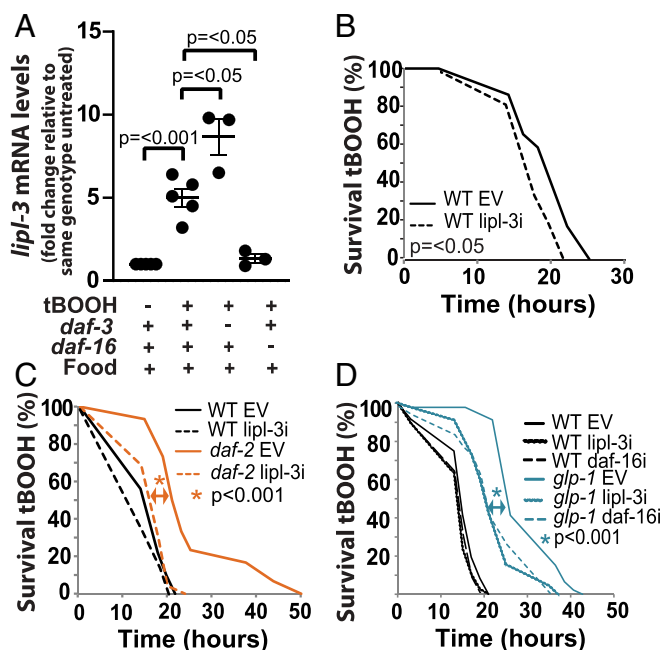 A
lipl-3 mRNA levels
(fold change relative to
same genotype untreated)
15
10
5
0
p=<0.001
p=<0.05
p=<0.05
tBOOH - + + +
daf-3 + + - +
daf-16 + + + -
Food + + + +
B
Survival tBOOH (%)
100
80
60
40
20
0
WT EV
WT lipl-3i
p=<0.05
0 10 20 30
Time (hours)
C
Survival tBOOH (%)
100
80
60
40
20
0
WT EV
WT lipl-3i
daf-2 EV
daf-2 lipl-3i
* p<0.001
*
0 10 20 30 40 50
Time (hours)
D
Survival tBOOH (%)
100
80
60
40
20
0
WT EV
WT lipl-3i
WT daf-16i
glp-1 EV
glp-1 lipl-3i
glp-1 daf-16i
* p<0.001
*
0 10 20 30 40 50
Time (hours)